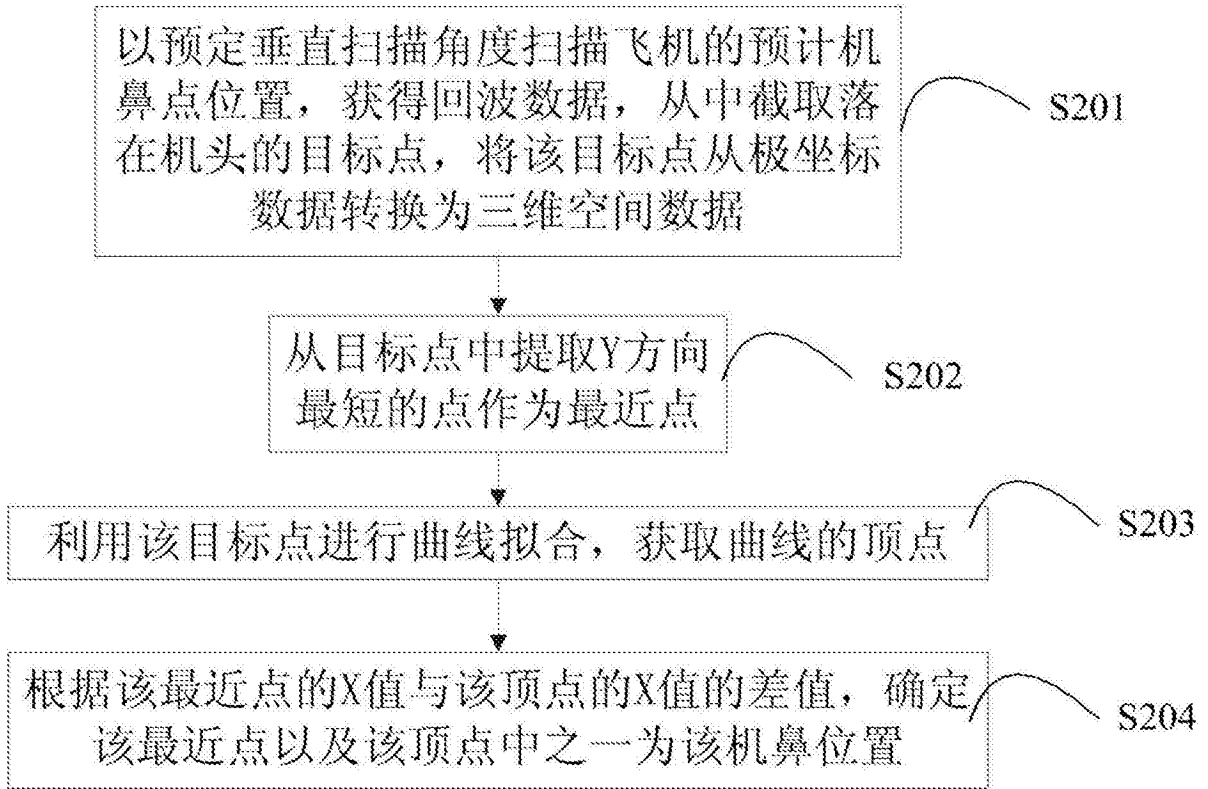 以预定垂直扫描角度扫描飞机的预计机
鼻点位置，获得回波数据，从中截取落
在机头的目标点，将该目标点从极坐标
数据转换为三维空间数据
S201
从目标点中提取Y方向
最短的点作为最近点
S202
利用该目标点进行曲线拟合，获取曲线的顶点
S203
根据该最近点的X值与该顶点的X值的差值，确定
该最近点以及该顶点中之一为该机鼻位置
S204